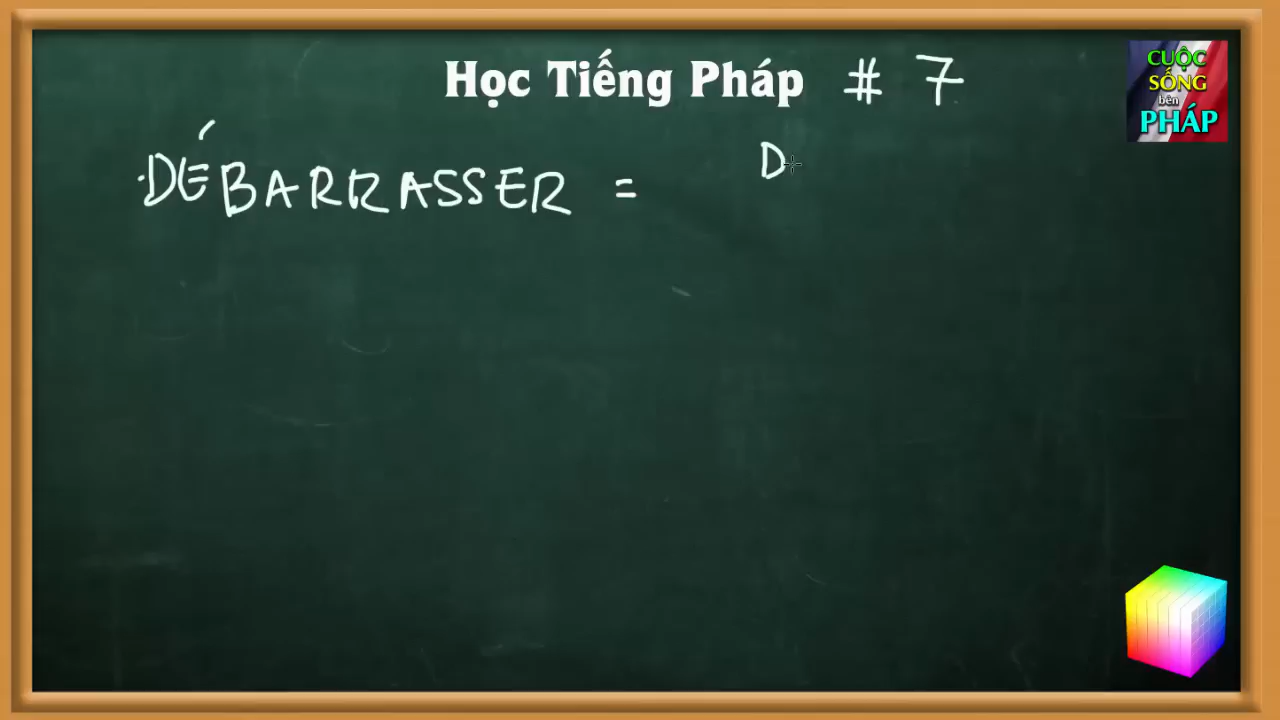 Học Tiếng Pháp # 7
CUỘC
SỐNG
bên
PHÁP
DÉBARRASSER = D